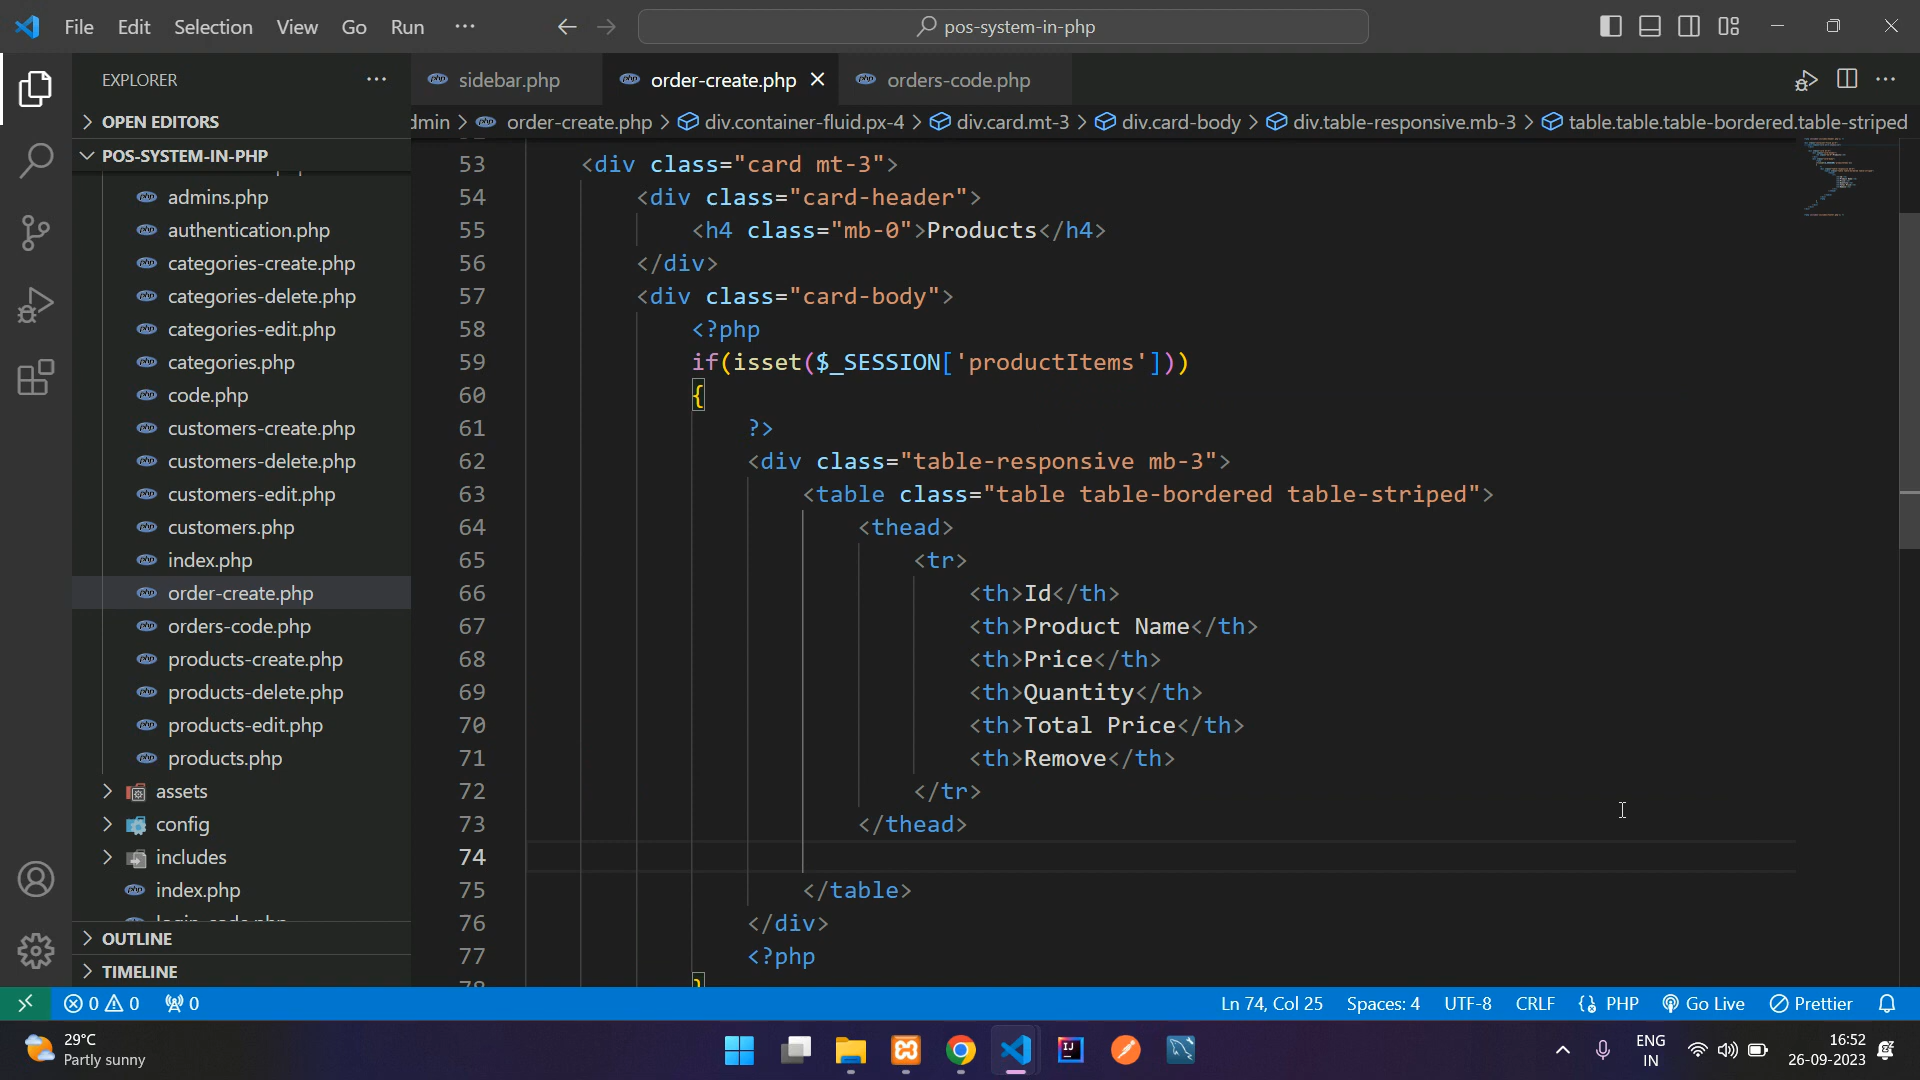 File Edit Selection View Go Run ···
pos-system-in-php
EXPLORER ···
OPEN EDITORS
POS-SYSTEM-IN-PHP
admins.php
authentication.php
categories-create.php
categories-delete.php
categories-edit.php
categories.php
code.php
customers-create.php
customers-delete.php
customers-edit.php
customers.php
index.php
order-create.php
orders-code.php
products-create.php
products-delete.php
products-edit.php
products.php
assets
config
includes
index.php
OUTLINE
TIMELINE
sidebar.php order-create.php orders-code.php
dmin > order-create.php > div.container-fluid.px-4 > div.card.mt-3 > div.card-body > div.table-responsive.mb-3 > table.table.table-bordered.table-striped
53 <div class="card mt-3">
54 <div class="card-header">
55 <h4 class="mb-0">Products</h4>
56 </div>
57 <div class="card-body">
58 <?php
59 if(isset($_SESSION['productItems']))
60 {
61 ?>
62 <div class="table-responsive mb-3">
63 <table class="table table-bordered table-striped">
64 <thead>
65 <tr>
66 <th>Id</th>
67 <th>Product Name</th>
68 <th>Price</th>
69 <th>Quantity</th>
70 <th>Total Price</th>
71 <th>Remove</th>
72 </tr>
73 </thead>
74
75 </table>
76 </div>
77 <?php
0 0 0
Ln 74, Col 25 Spaces: 4 UTF-8 CRLF PHP Go Live Prettier
29°C
Partly sunny
ENG
IN
16:52
26-09-2023